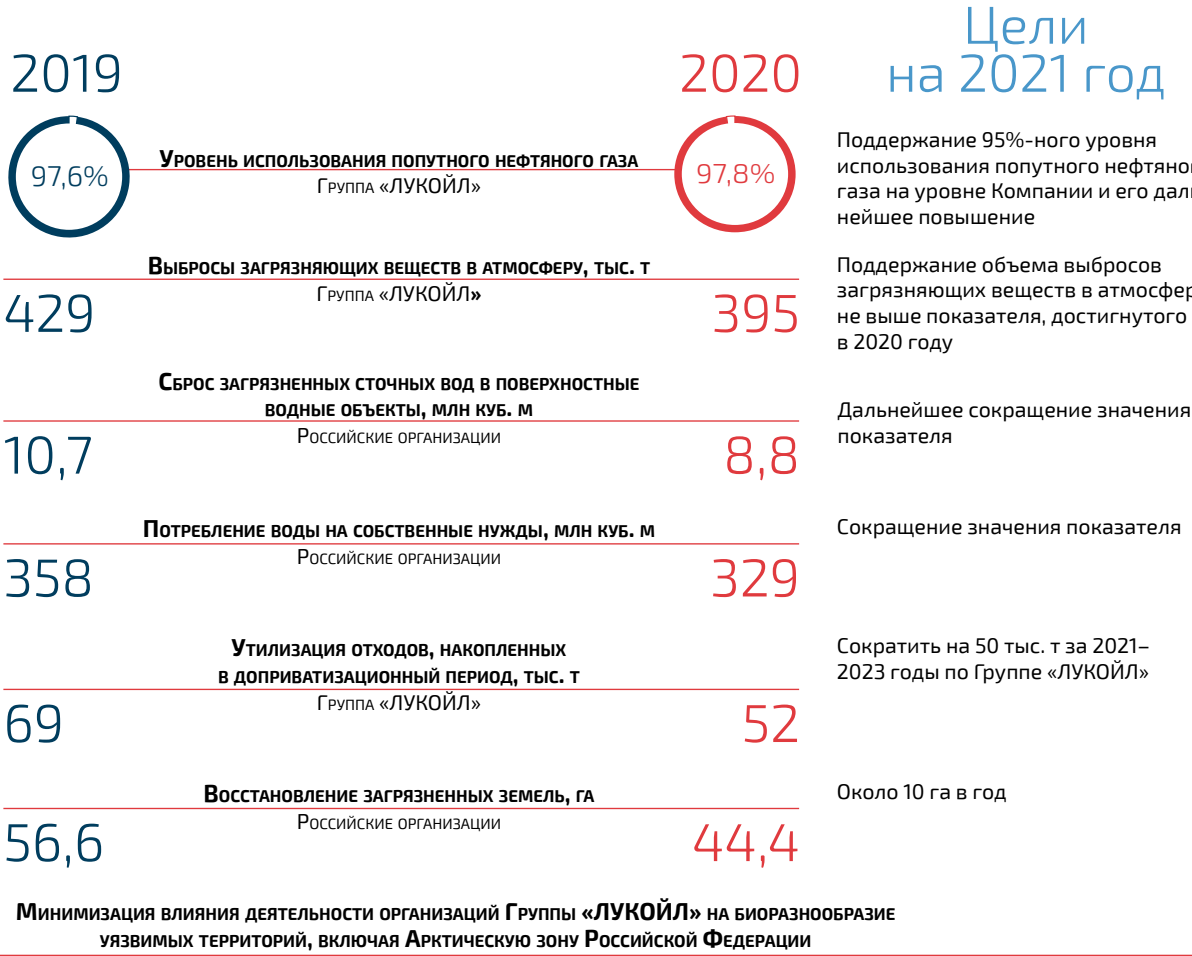 2019
2020
Цели
на 2021 год
97,6%
Уровень использования попутного нефтяного газа
Группа «ЛУКОЙЛ»
97,8%
Поддержание 95%-ного уровня
использования попутного
газа на уровне Компании и его
нейшее повышение
Выбросы загрязняющих веществ в атмосферу, тыс. т
Группа «ЛУКОЙЛ»
429
395
Поддержание объема выбросов
загрязняющих веществ в
не выше показателя, достигнутого
в 2020 году
Сброс загрязненных сточных вод в поверхностные
водные объекты, млн куб. м
Российские организации
10,7
8,8
Дальнейшее сокращение значения
показателя
Потребление воды на собственные нужды, млн куб. м
Российские организации
358
329
Сокращение значения показателя
Утилизация отходов, накопленных
в доприватизационный период, тыс. т
Группа «ЛУКОЙЛ»
69
52
Сократить на 50 тыс. т за 2021–
2023 годы по Группе «ЛУКОЙЛ»
Восстановление загрязненных земель, га
Российские организации
56,6
44,4
Около 10 га в год
Минимизация влияния деятельности организаций Группы «ЛУКОЙЛ» на биоразнообразие
уязвимых территорий, включая Арктическую зону Российской Федерации